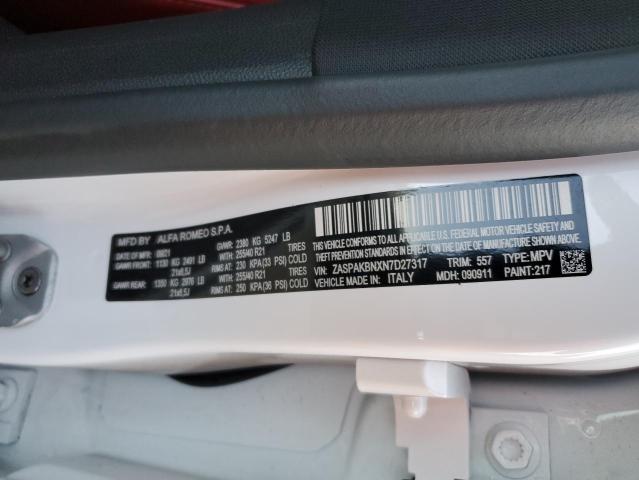 MFD BY ALFA ROMEO S.P.A.
09/21 GVWR: 2380 KG 5247 LB
GAWR FRONT: 1130 KG 2491 LB WITH: 255/40 R21 TIRES
21x8,5J RIMS AT: 230 KPA (33 PSI) COLD
GAWR REAR: 1350 KG 2976 LB WITH: 255/40 R21 TIRES
21x8,5J RIMS AT: 250 KPA (36 PSI) COLD
THIS VEHICLE CONFORMS TO ALL APPLICABLE U.S. FEDERAL MOTOR VEHICLE SAFETY AND
THEFT PREVENTION STANDARDS IN EFFECT ON THE DATE OF MANUFACTURE SHOWN ABOVE.
VIN: ZASPAKBNXN7D27317 TRIM: 557 TYPE: MPV
VEHICLE MADE IN: ITALY MDH: 090911 PAINT: 217